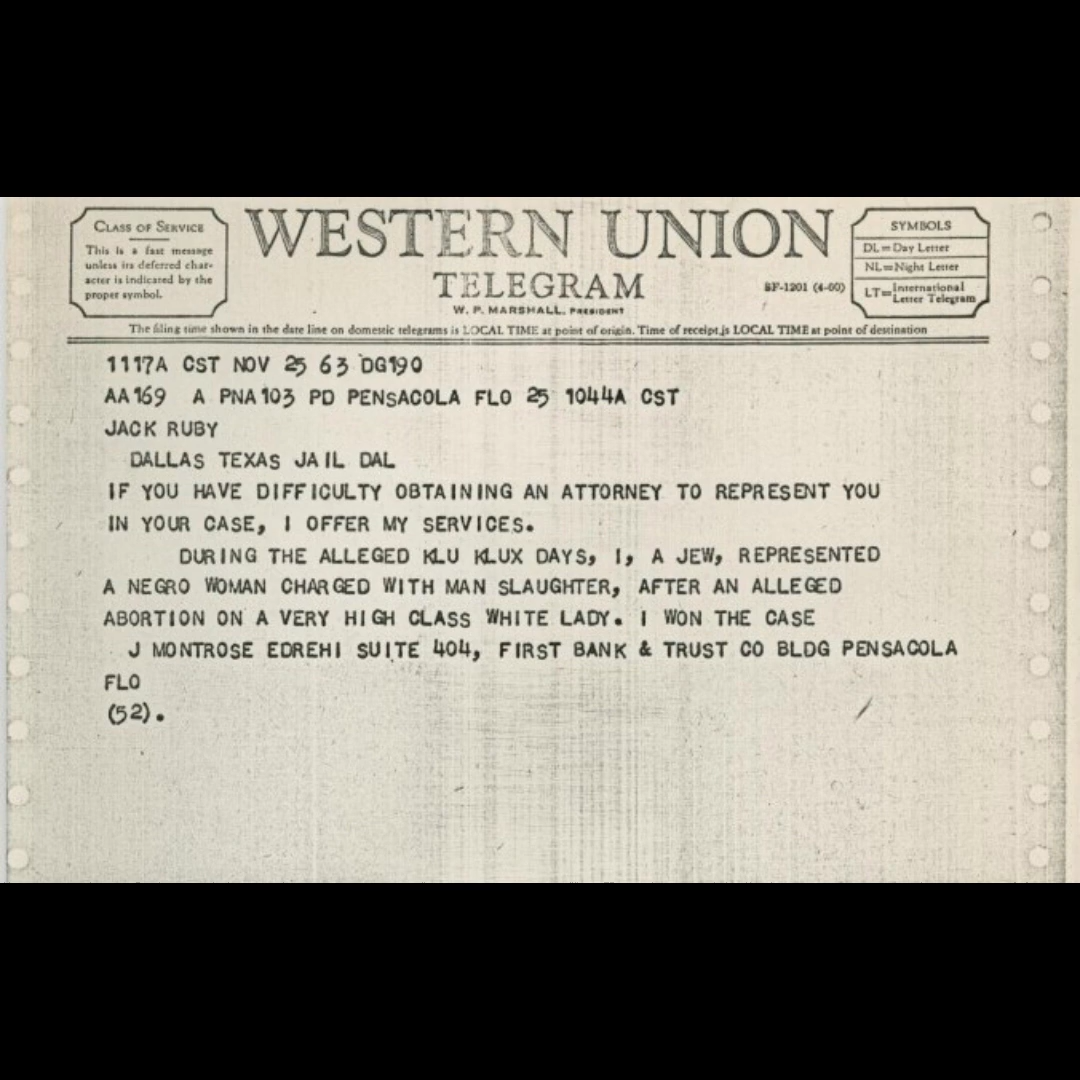 CLASS OF SERVICE
This is a fast message
unless its deferred char-
acter is indicated by the
proper symbol.
WESTERN UNION
TELEGRAM
W. P. MARSHALL, PRESIDENT
SF-1201 (4-60)
SYMBOLS
DL=Day Letter
NL=Night Letter
LT=International Letter Telegram
The filing time shown in the date line on domestic telegrams is LOCAL TIME at point of origin. Time of receipt is LOCAL TIME at point of destination
1117A CST NOV 25 63 DG190
AA169 A PNA103 PD PENSACOLA FLO 25 1044A CST
JACK RUBY
DALLAS TEXAS JAIL DAL
IF YOU HAVE DIFFICULTY OBTAINING AN ATTORNEY TO REPRESENT YOU
IN YOUR CASE, I OFFER MY SERVICES.
DURING THE ALLEGED KLU KLUX DAYS, I, A JEW, REPRESENTED
A NEGRO WOMAN CHARGED WITH MAN SLAUGHTER, AFTER AN ALLEGED
ABORTION ON A VERY HIGH CLASS WHITE LADY. I WON THE CASE
J MONTROSE EDREHI SUITE 404, FIRST BANK & TRUST CO BLDG PENSACOLA
FLO
(52).